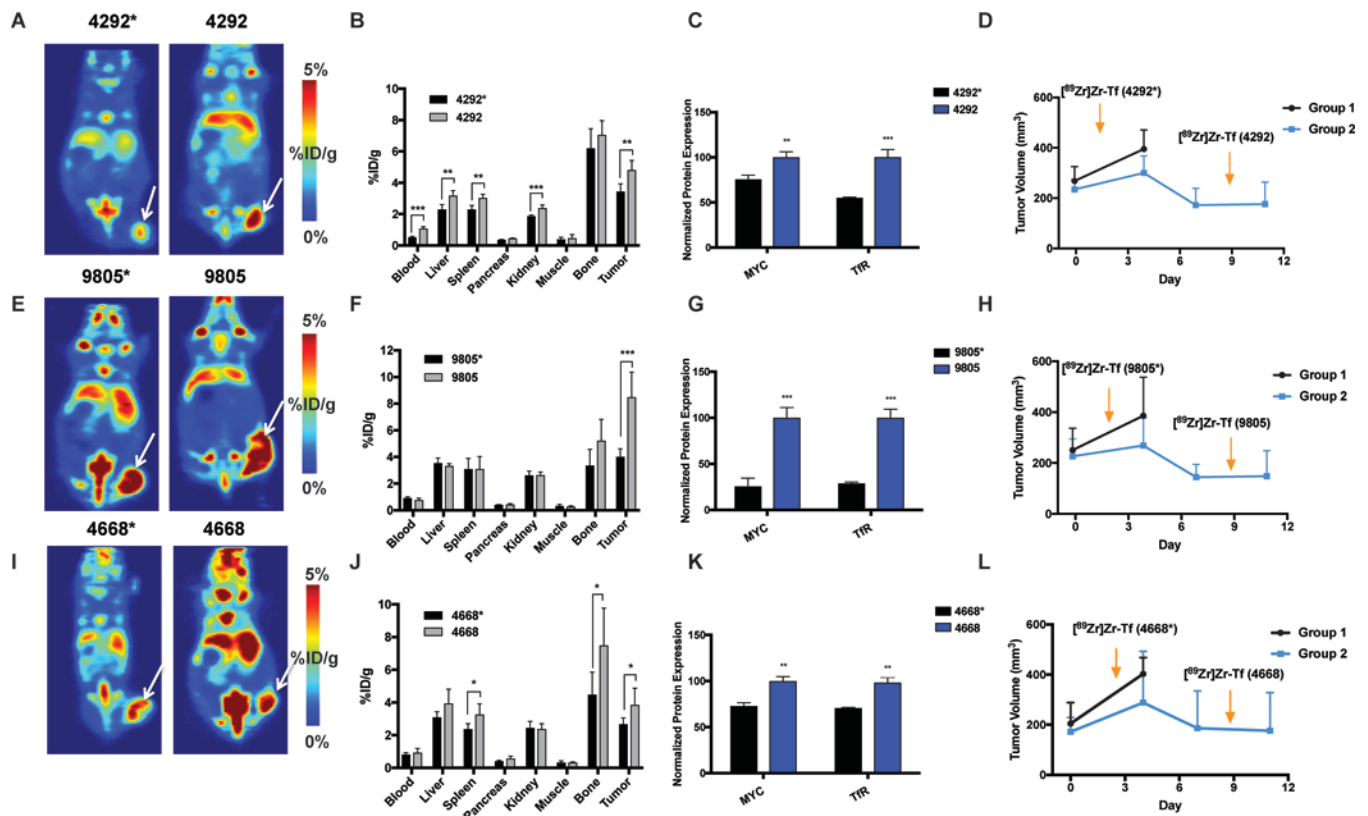 A
4292*
4292
5%
%ID/g
0%
B
%ID/g
10
8
6
4
2
0
4292*
4292
***
**
**
***
**
Blood
Liver
Spleen
Pancreas
Kidney
Muscle
Bone
Tumor
C
Normalized Protein Expression
150
100
50
0
4292*
4292
**
***
MYC
TfR
D
Tumor Volume (mm³)
600
400
200
0
[⁸⁹Zr]Zr-Tf (4292*)
[⁸⁹Zr]Zr-Tf (4292)
Group 1
Group 2
0
3
6
9
12
Day
E
9805*
9805
5%
%ID/g
0%
F
%ID/g
12
10
8
6
4
2
0
9805*
9805
***
Blood
Liver
Spleen
Pancreas
Kidney
Muscle
Bone
Tumor
G
Normalized Protein Expression
150
100
50
0
9805*
9805
***
***
MYC
TfR
H
Tumor Volume (mm³)
600
400
200
0
[⁸⁹Zr]Zr-Tf (9805*)
[⁸⁹Zr]Zr-Tf (9805)
Group 1
Group 2
0
3
6
9
12
Day
I
4668*
4668
5%
%ID/g
0%
J
%ID/g
10
8
6
4
2
0
4668*
4668
*
*
*
Blood
Liver
Spleen
Pancreas
Kidney
Muscle
Bone
Tumor
K
Normalized Protein Expression
150
100
50
0
4668*
4668
**
**
MYC
TfR
L
Tumor Volume (mm³)
600
400
200
0
[⁸⁹Zr]Zr-Tf (4668*)
[⁸⁹Zr]Zr-Tf (4668)
Group 1
Group 2
0
3
6
9
12
Day